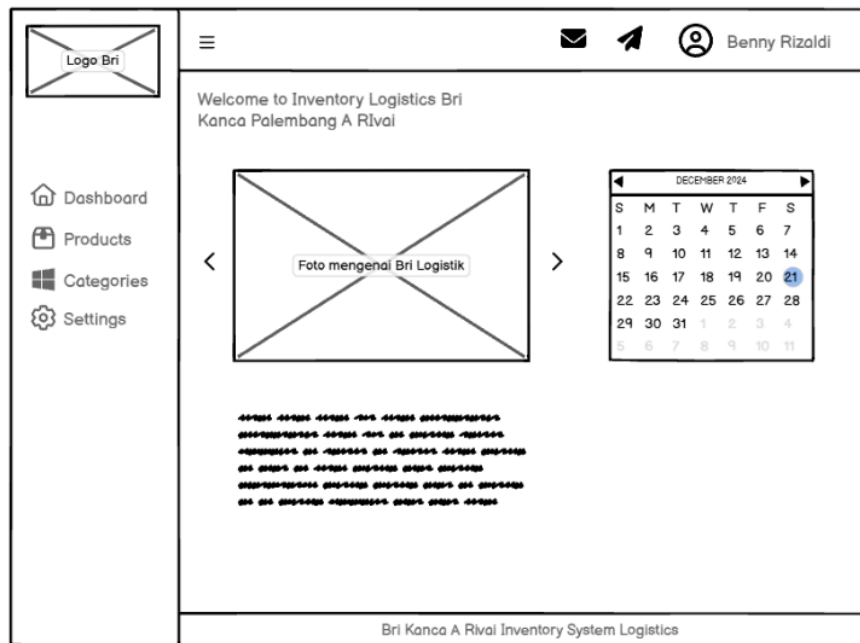 Logo Bri
Benny Rizaldi
Welcome to Inventory Logistics Bri
Kanca Palembang A RIvai
Dashboard
Products
Categories
Settings
Foto mengenai Bri Logistik
DECEMBER 2024
S M T W T F S
1 2 3 4 5 6 7
8 9 10 11 12 13 14
15 16 17 18 19 20 21
22 23 24 25 26 27 28
29 30 31 1 2 3 4
5 6 7 8 9 10 11
Bri Kanca A Rivai Inventory System Logistics